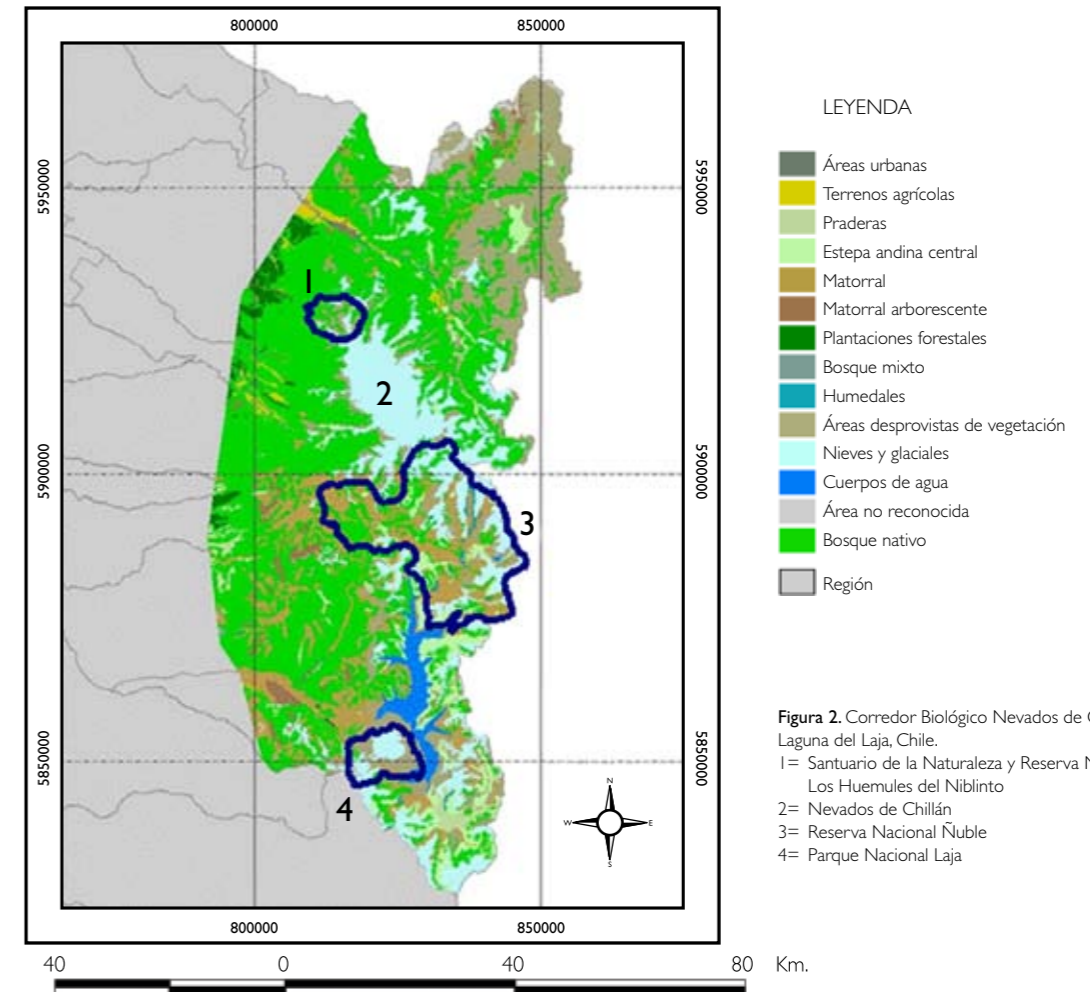 800000 850000
5950000 5950000
1
2
5900000 5900000
3
5850000 5850000
4
N
W E
S
800000 850000
40 0 40 80 Km.
LEYENDA
Áreas urbanas
Terrenos agrícolas
Praderas
Estepa andina central
Matorral
Matorral arborescente
Plantaciones forestales
Bosque mixto
Humedales
Áreas desprovistas de vegetación
Nieves y glaciales
Cuerpos de agua
Área no reconocida
Bosque nativo
Región
Figura 2. Corredor Biológico Nevados de
Laguna del Laja, Chile.
1= Santuario de la Naturaleza y Reserva
Los Huemules del Niblinto
2= Nevados de Chillán
3= Reserva Nacional Ñuble
4= Parque Nacional Laja